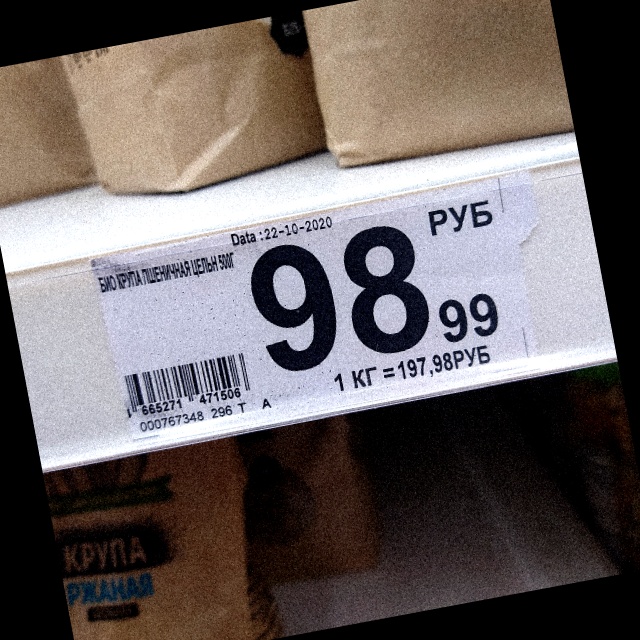 Data :22-10-2020
РУБ
БИО КРУПА ПШЕНИЧНАЯ ЦЕЛЬН 500Г
98 99
1 КГ =197,98РУБ
665271 471506
000767348 296 Т А
КРУПА
РЖАНАЯ